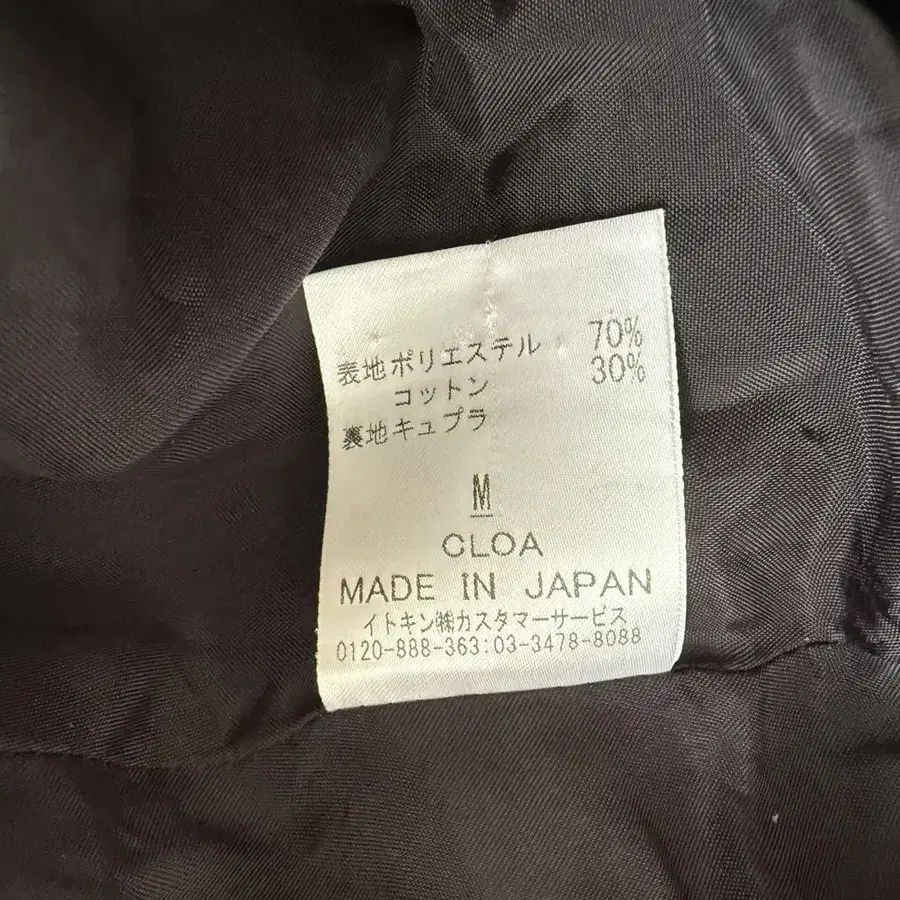 表地ポリエステル 70%
コットン 30%
裏地キュプラ
M
CLOA
MADE IN JAPAN
イトキン㈱カスタマーサービス
0120-888-363:03-3478-8088